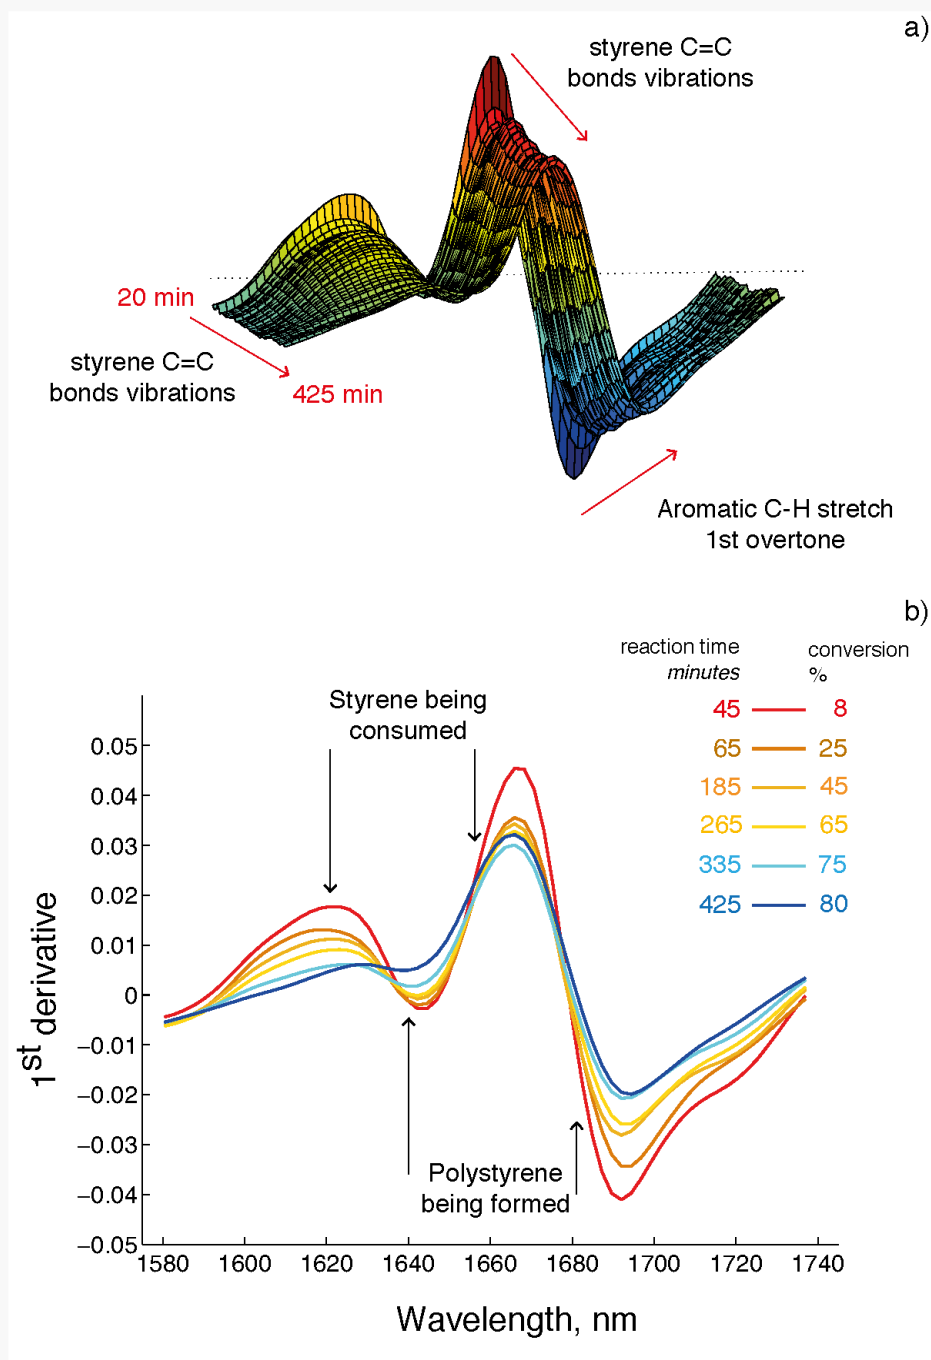 a)
styrene C=C
bonds vibrations
20 min
styrene C=C
bonds vibrations
425 min
Aromatic C-H stretch
1st overtone
b)
reaction time conversion
minutes %
45 8
65 25
185 45
265 65
335 75
425 80
Styrene being
consumed
0.05
0.04
0.03
0.02
0.01
0
−0.01
−0.02
−0.03
−0.04
−0.05
1st derivative
Polystyrene
being formed
1580 1600 1620 1640 1660 1680 1700 1720 1740
Wavelength, nm